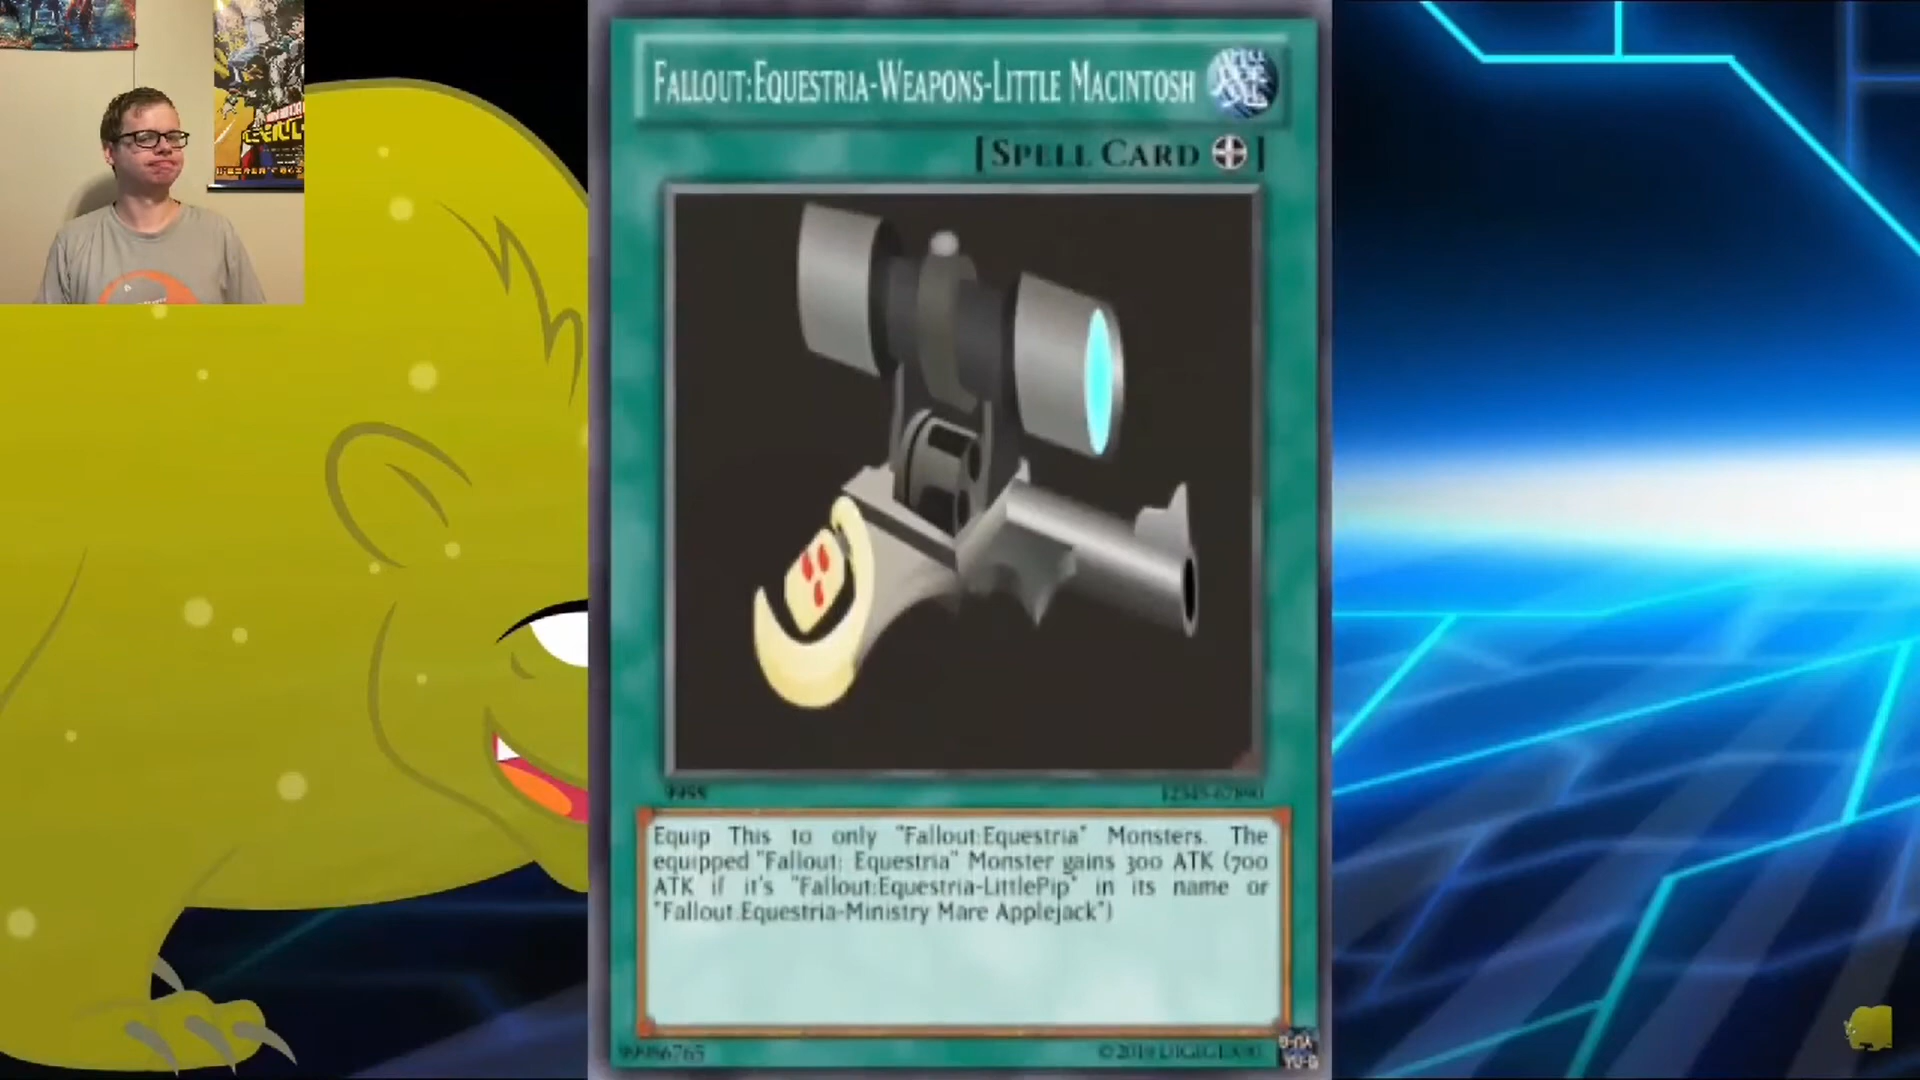 FALLOUT:EQUESTRIA-WEAPONS-LITTLE MACINTOSH
[SPELL CARD ]
Equip This to only "Fallout:Equestria" Monsters. The
equipped "Fallout: Equestria" Monster gains 300 ATK (700
ATK if it's "Fallout:Equestria-LittlePip" in its name or
"Fallout:Equestria-Ministry Mare Applejack")